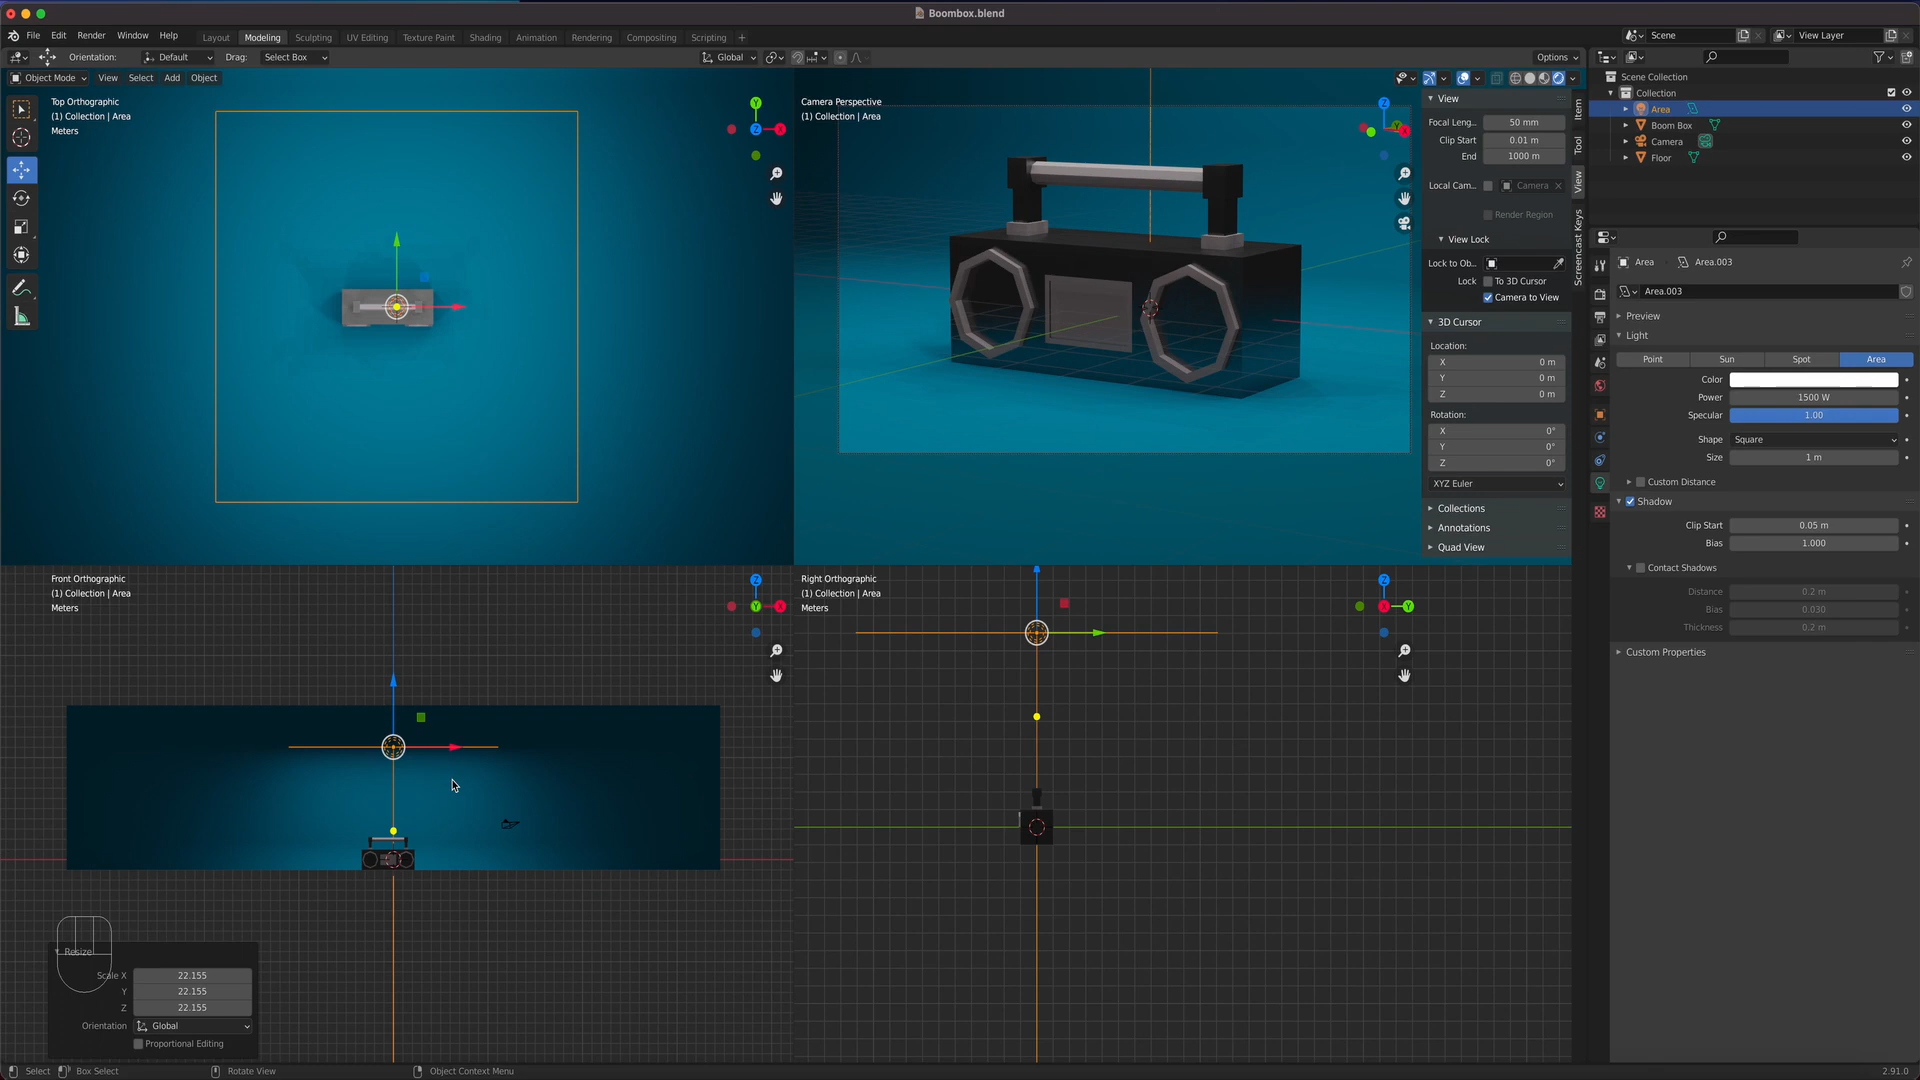 Boombox.blend
File Edit Render Window Help Layout Modeling Sculpting UV Editing Texture Paint Shading Animation Rendering Compositing Scripting + Scene View Layer
Orientation: Default Drag: Select Box Global Options
Object Mode View Select Add Object
Top Orthographic
(1) Collection | Area
Meters
Y
Z
X
Camera Perspective
(1) Collection | Area
Z
Y
X
View
Focal Leng... 50 mm
Clip Start 0.01 m
End 1000 m
Local Cam... Camera
Render Region
View Lock
Lock to Ob...
Lock To 3D Cursor
Camera to View
3D Cursor
Location:
X 0 m
Y 0 m
Z 0 m
Rotation:
X 0°
Y 0°
Z 0°
XYZ Euler
Collections
Annotations
Quad View
Item
Tool
View
Screencast Keys
Front Orthographic
(1) Collection | Area
Meters
Z
Y
X
Right Orthographic
(1) Collection | Area
Meters
Z
X
Y
Resize
Scale X 22.155
Y 22.155
Z 22.155
Orientation Global
Proportional Editing
Scene Collection
Collection
Area
Boom Box
Camera
Floor
Area Area.003
Area.003
Preview
Light
Point Sun Spot Area
Color
Power 1500 W
Specular 1.00
Shape Square
Size 1 m
Custom Distance
Shadow
Clip Start 0.05 m
Bias 1.000
Contact Shadows
Distance 0.2 m
Bias 0.030
Thickness 0.2 m
Custom Properties
Select Box Select Rotate View Object Context Menu 2.91.0